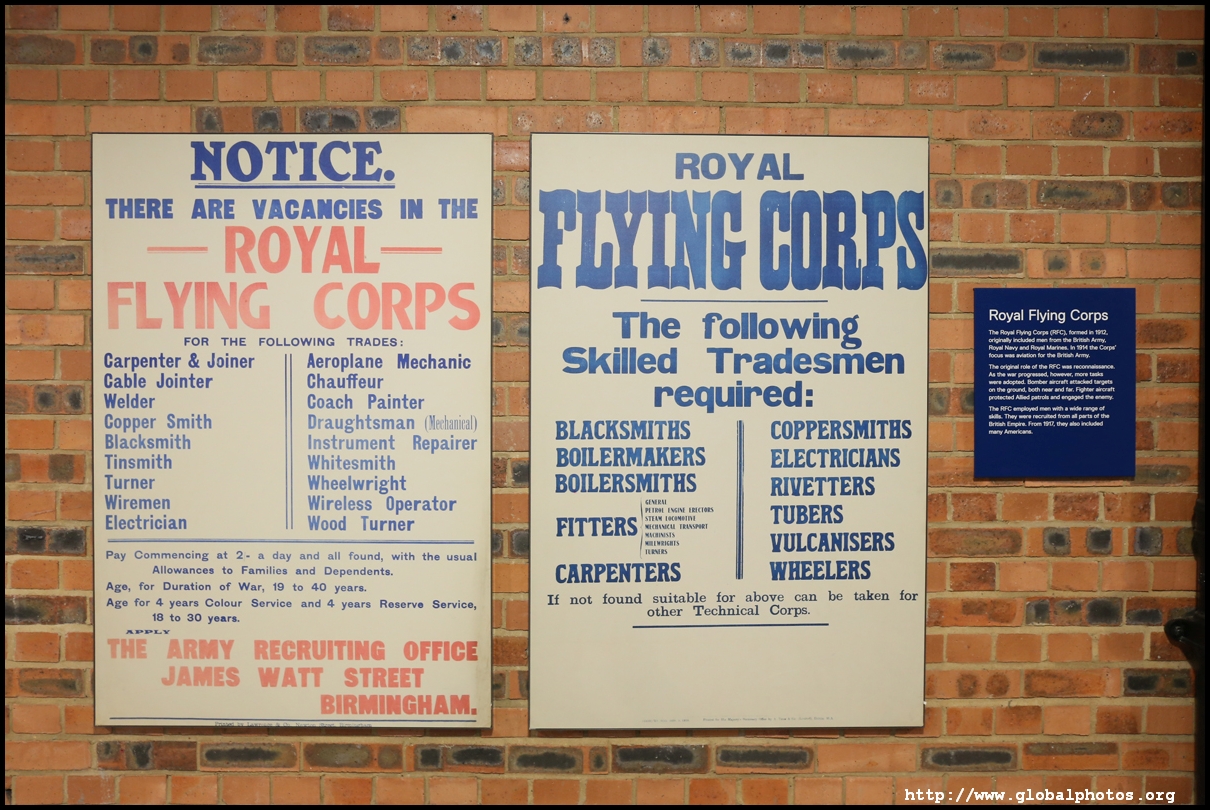 NOTICE.
THERE ARE VACANCIES IN THE
ROYAL
FLYING CORPS
FOR THE FOLLOWING TRADES:
Carpenter & Joiner
Cable Jointer
Welder
Copper Smith
Blacksmith
Tinsmith
Turner
Wiremen
Electrician
Aeroplane Mechanic
Chauffeur
Coach Painter
Draughtsman (Mechanical)
Instrument Repairer
Whitesmith
Wheelwright
Wireless Operator
Wood Turner
Pay Commencing at 2- a day and all found, with the usual
Allowances to Families and Dependents.
Age, for Duration of War, 19 to 40 years.
Age for 4 years Colour Service and 4 years Reserve Service,
18 to 30 years.
APPLY
THE ARMY RECRUITING OFFICE
JAMES WATT STREET
BIRMINGHAM.
Printed by
ROYAL
FLYING CORPS
The following
Skilled Tradesmen
required:
BLACKSMITHS
BOILERMAKERS
BOILERSMITHS
FITTERS
GENERAL
PETROL ENGINE ERECTORS
STEAM LOCOMOTIVE
MECHANICAL TRANSPORT
MACHINISTS
MILLWRIGHTS
TURNERS
CARPENTERS
COPPERSMITHS
ELECTRICIANS
RIVETTERS
TUBERS
VULCANISERS
WHEELERS
If not found suitable for above can be taken for
other Technical Corps.
Royal Flying Corps
The Royal Flying Corps (RFC), formed in 1912,
originally included men from the British Army,
Royal Navy and Royal Marines. In 1914 the Corps'
focus was aviation for the British Army.
The original role of the RFC was reconnaissance.
As the war progressed, however, more tasks
were adopted. Bomber aircraft attacked targets
on the ground, both near and far. Fighter aircraft
protected Allied patrols and engaged the enemy.
The RFC employed men with a wide range of
skills. They were recruited from all parts of the
British Empire. From 1917, they also included
many Americans.
http://www.globalphotos.org